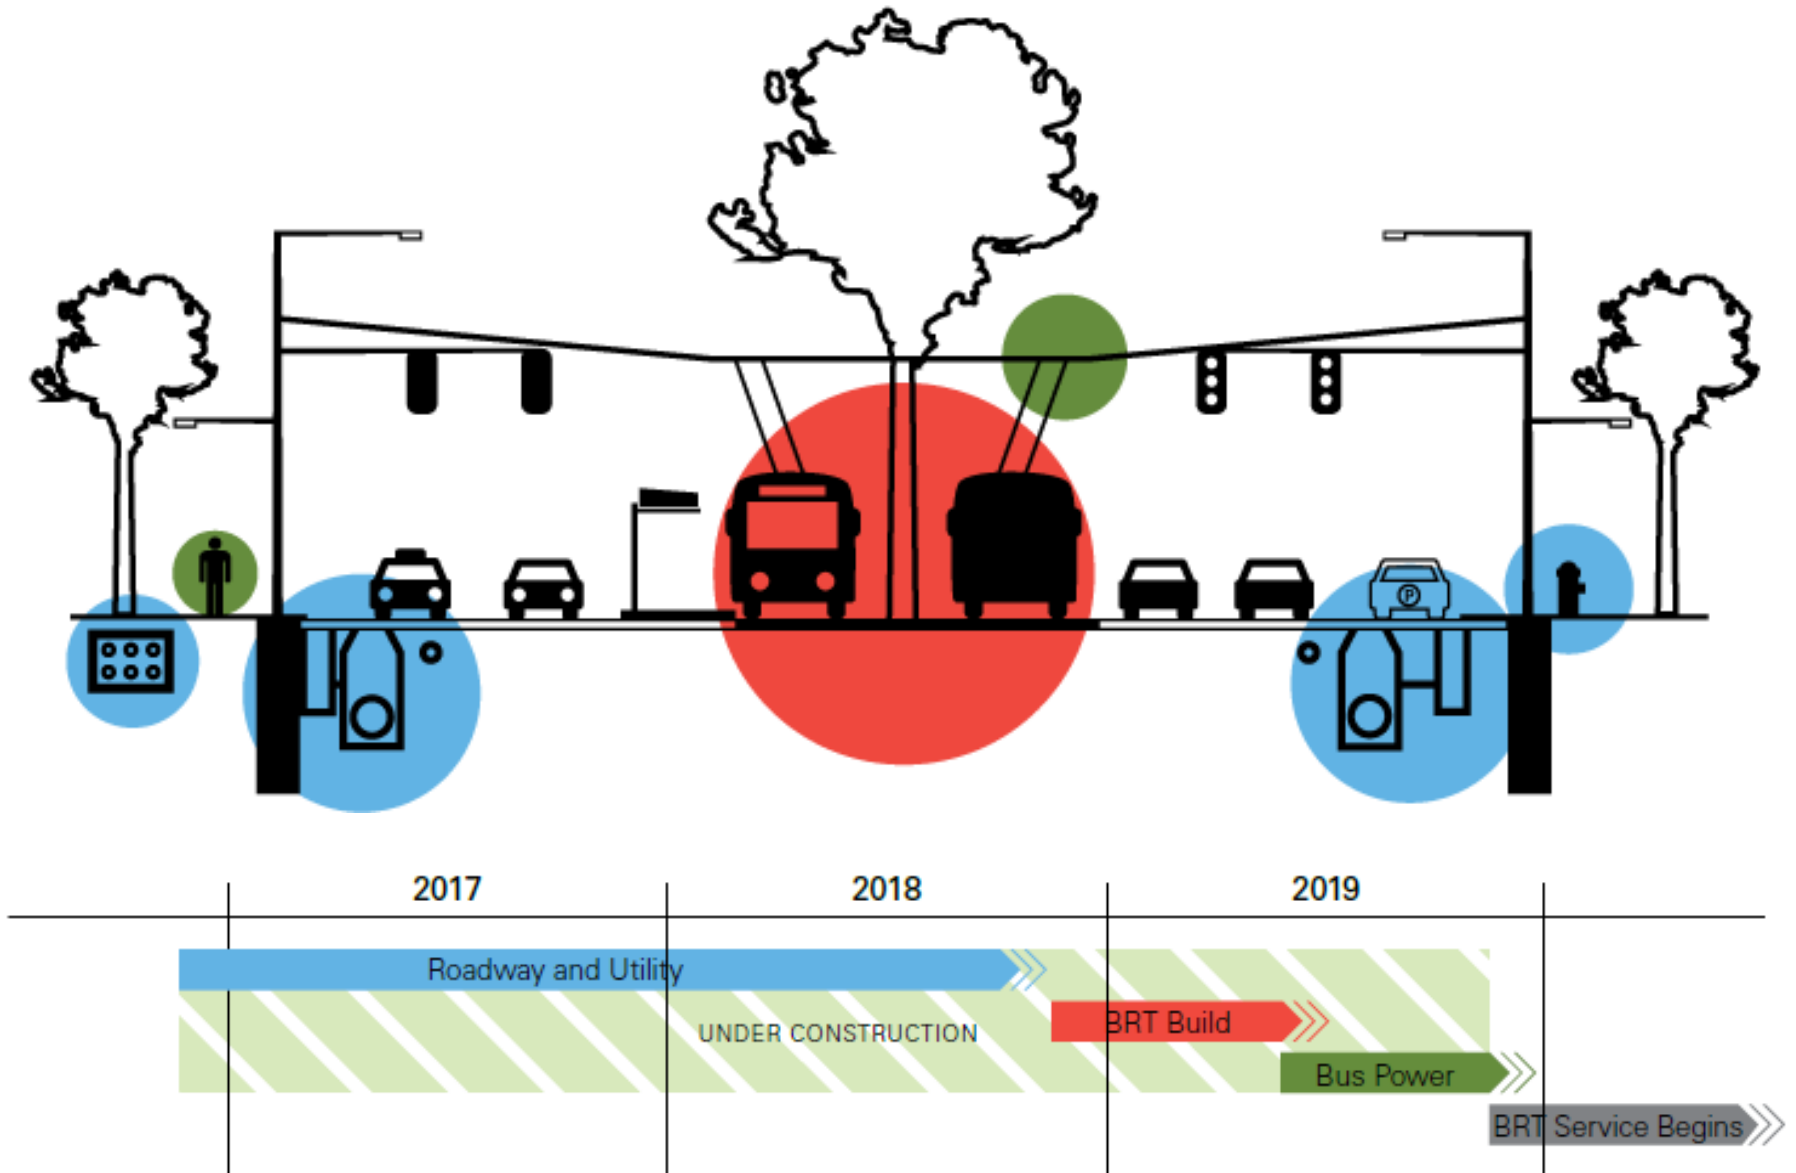 P
2017
2018
2019
Roadway and Utility
UNDER CONSTRUCTION
BRT Build
Bus Power
BRT Service Begins